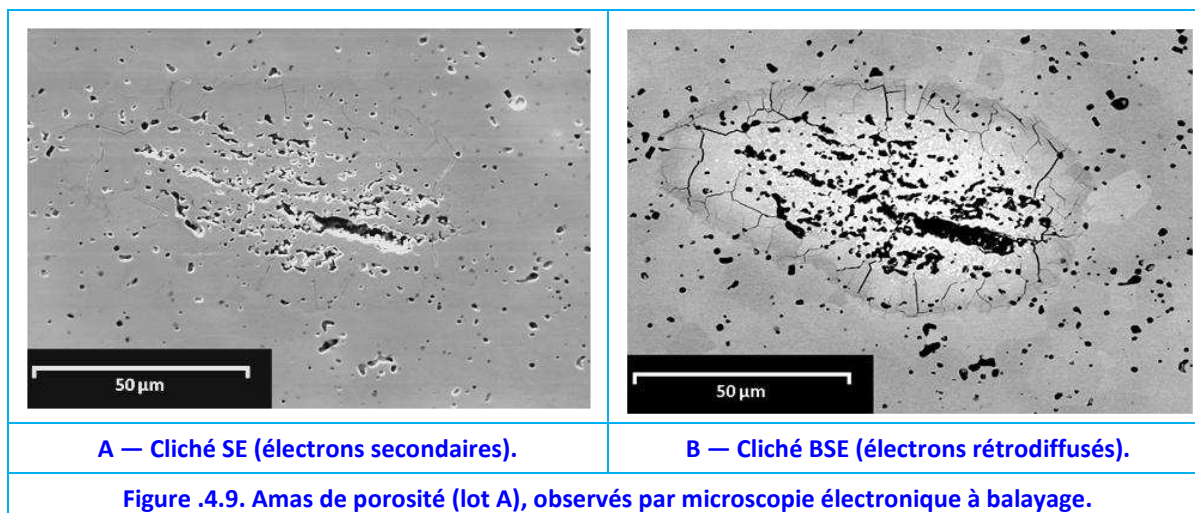 50 µm
50 µm
A — Cliché SE (électrons secondaires).
B — Cliché BSE (électrons rétrodiffusés).
Figure .4.9. Amas de porosité (lot A), observés par microscopie électronique à balayage.